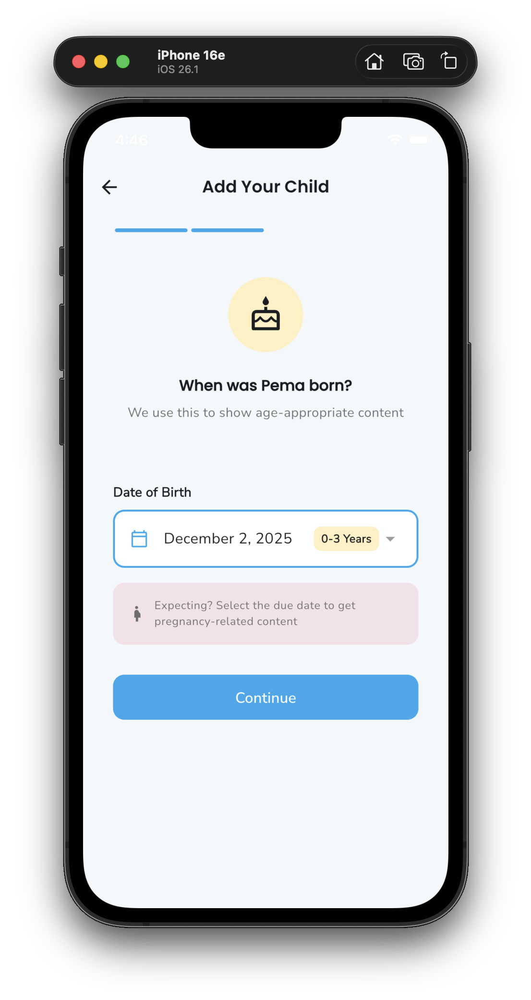 iPhone 16e
iOS 26.1
4:46
Add Your Child
When was Pema born?
We use this to show age-appropriate content
Date of Birth
December 2, 2025
0-3 Years
Expecting? Select the due date to get
pregnancy-related content
Continue